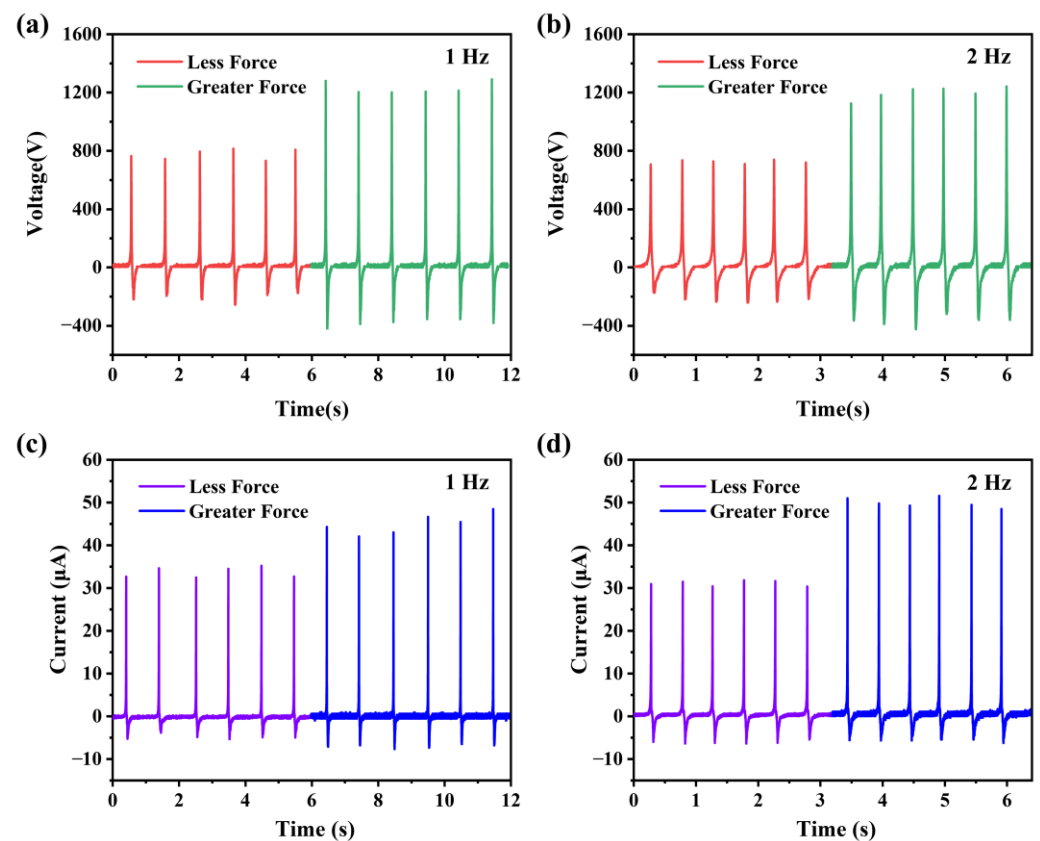 (a)
1600
1200
800
400
0
−400
Voltage(V)
Less Force
Greater Force
1 Hz
0 2 4 6 8 10 12
Time(s)
(b)
1600
1200
800
400
0
−400
Voltage(V)
Less Force
Greater Force
2 Hz
0 1 2 3 4 5 6
Time(s)
(c)
60
50
40
30
20
10
0
−10
Current (μA)
Less Force
Greater Force
1 Hz
0 2 4 6 8 10 12
Time (s)
(d)
60
50
40
30
20
10
0
−10
Current (μA)
Less Force
Greater Force
2 Hz
0 1 2 3 4 5 6
Time (s)